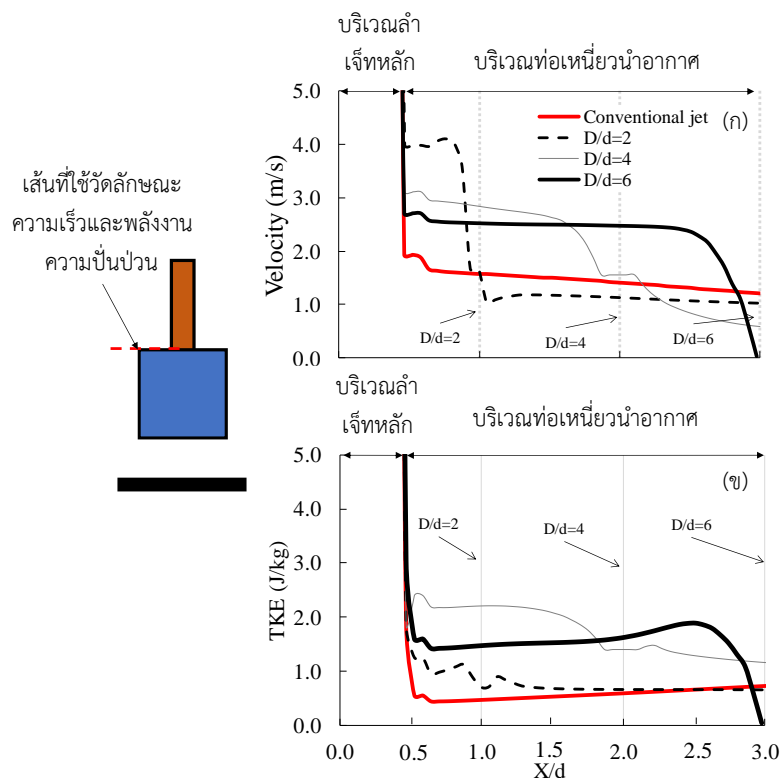 บริเวณลำ
เจ็ทหลัก
บริเวณท่อเหนี่ยวนำอากาศ
5.0
4.0
3.0
2.0
1.0
0.0
Velocity (m/s)
(ก)
Conventional jet
D/d=2
D/d=4
D/d=6
D/d=2
D/d=4
D/d=6
เส้นที่ใช้วัดลักษณะ
ความเร็วและพลังงาน
ความปั่นป่วน
บริเวณลำ
เจ็ทหลัก
บริเวณท่อเหนี่ยวนำอากาศ
5.0
4.0
3.0
2.0
1.0
0.0
TKE (J/kg)
(ข)
D/d=2
D/d=4
D/d=6
0.0
0.5
1.0
1.5
2.0
2.5
3.0
X/d